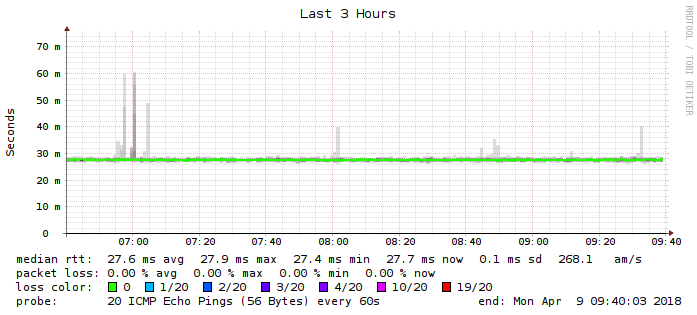 Last 3 Hours
RRDTOOL / TOBI OETIKER
Seconds
70 m
60 m
50 m
40 m
30 m
20 m
10 m
0
07:00 07:20 07:40 08:00 08:20 08:40 09:00 09:20 09:40
median rtt: 27.6 ms avg 27.9 ms max 27.4 ms min 27.7 ms now 0.1 ms sd 268.1 am/s
packet loss: 0.00 % avg 0.00 % max 0.00 % min 0.00 % now
loss color: 0 1/20 2/20 3/20 4/20 10/20 19/20
probe: 20 ICMP Echo Pings (56 Bytes) every 60s end: Mon Apr 9 09:40:03 2018